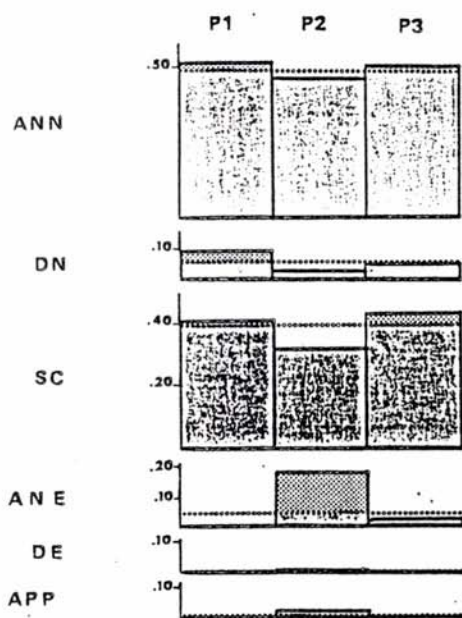 P1 P2 P3
.50
ANN
.10
DN
.40
SC
.20
.20
ANE
.10
DE
.10
APP
.10